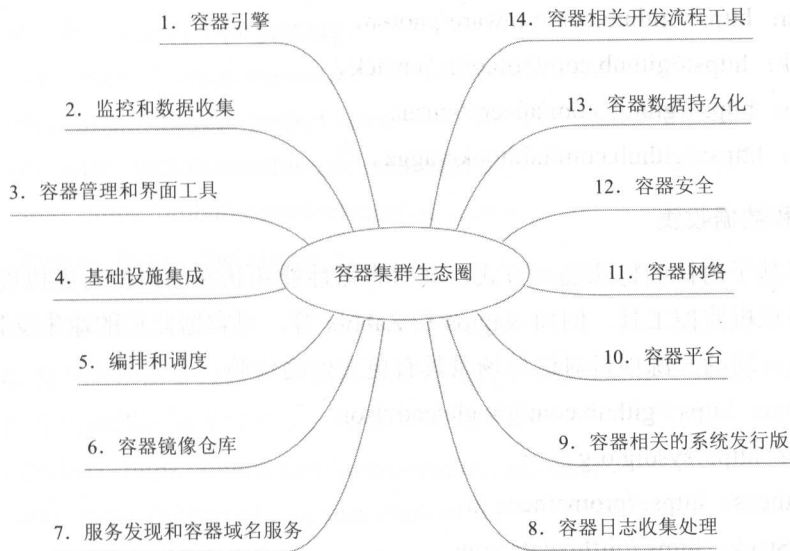 1. 容器引擎
2. 监控和数据收集
3. 容器管理和界面工具
4. 基础设施集成
5. 编排和调度
6. 容器镜像仓库
7. 服务发现和容器域名服务
容器集群生态圈
14. 容器相关开发流程工具
13. 容器数据持久化
12. 容器安全
11. 容器网络
10. 容器平台
9. 容器相关的系统发行版
8. 容器日志收集处理